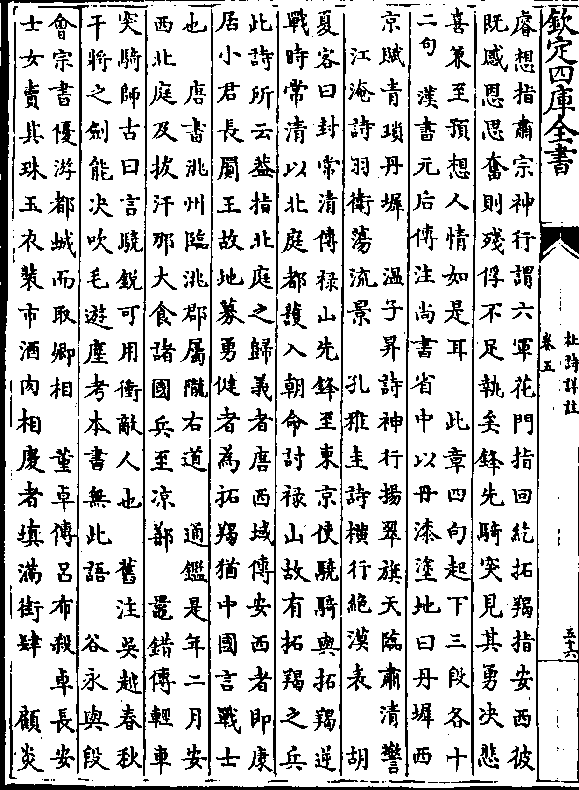 欽定四庫全書
杜詩詳註
卷五
五十六
睿想指肅宗神行謂六軍花門指回紇拓羯指安西彼
既感恩思奮則殘俘不足執矣鋒先騎突見其勇決悲
喜兼至預想人情如是耳　此章四句起下三段各十
二句　漢書元后傳注尚書省中以丹漆塗地曰丹墀西
京賦青瑣丹墀　溫子昇詩神行揚翠旗天臨肅清警
江淹詩羽衛藹流景　孔稚圭詩橫行絶漠表　胡
夏客曰封常清傳禄山先鋒至東京使驍騎與拓羯逆
戰時常清以北庭都護入朝命討禄山故有拓羯之兵
此詩所云葢指北庭之歸義者唐西域傳安西者即康
居小君長罽王故地募勇健者為拓羯猶中國言戰士
也　唐書洮州臨洮郡屬隴右道　通鑑是年二月安
西北庭及拔汗那大食諸國兵至涼鄯　鼂錯傳輕車
突騎師古曰言驍鋭可用衝敵人也　舊注吳越春秋
干將之劍能决吹毛遊塵考本書無此語　谷永與段
會宗書優游都城而取卿相　董卓傳吕布殺卓長安
士女賣其珠玉衣裝市酒肉相慶者填滿街肆　顧炎